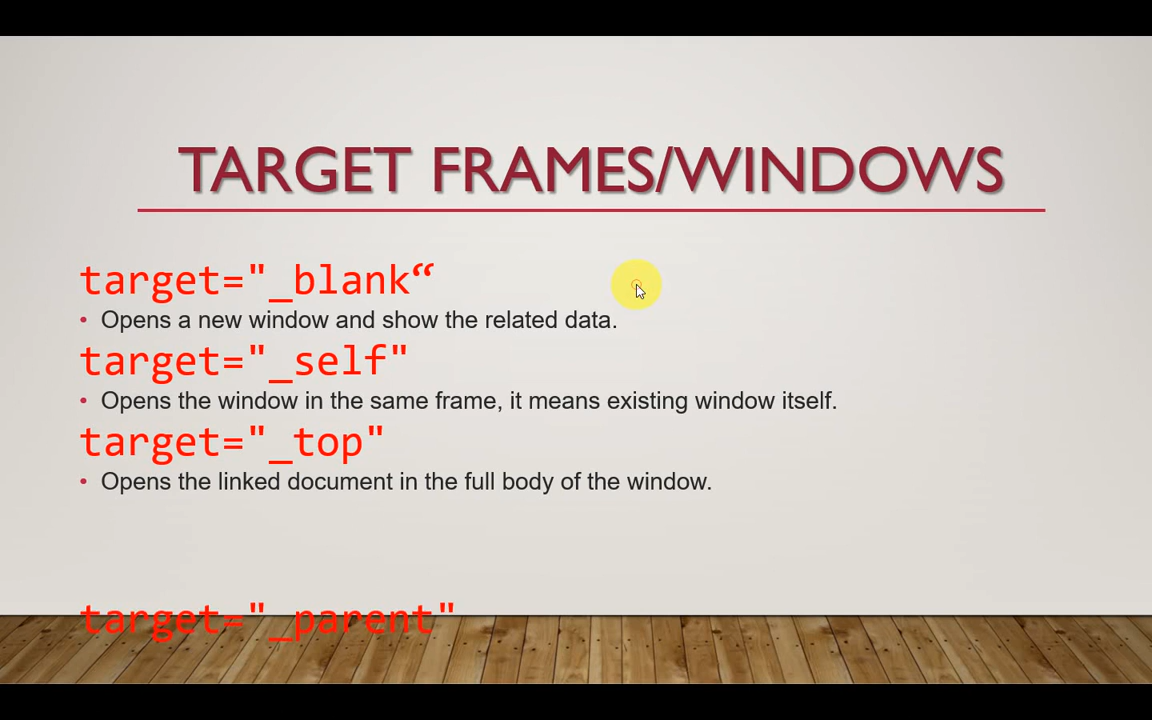 TARGET FRAMES/WINDOWS
target="_blank“
• Opens a new window and show the related data.
target="_self"
• Opens the window in the same frame, it means existing window itself.
target="_top"
• Opens the linked document in the full body of the window.
target="_parent"